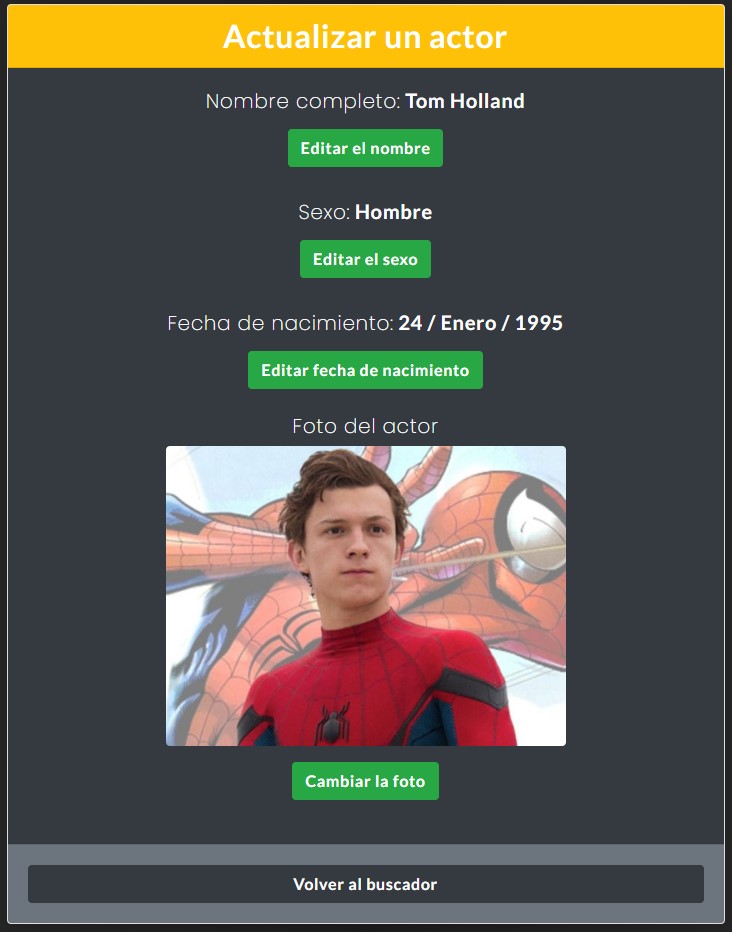 Actualizar un actor
Nombre completo: Tom Holland
Editar el nombre
Sexo: Hombre
Editar el sexo
Fecha de nacimiento: 24 / Enero / 1995
Editar fecha de nacimiento
Foto del actor
Cambiar la foto
Volver al buscador